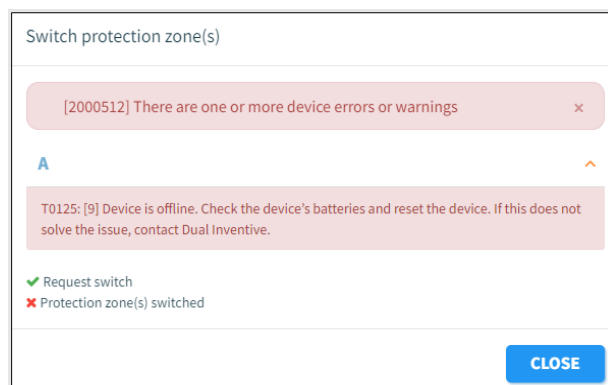 Switch protection zone(s)
[2000512] There are one or more device errors or warnings ×
A
T0125: [9] Device is offline. Check the device's batteries and reset the device. If this does not
solve the issue, contact Dual Inventive.
Request switch
Protection zone(s) switched
CLOSE